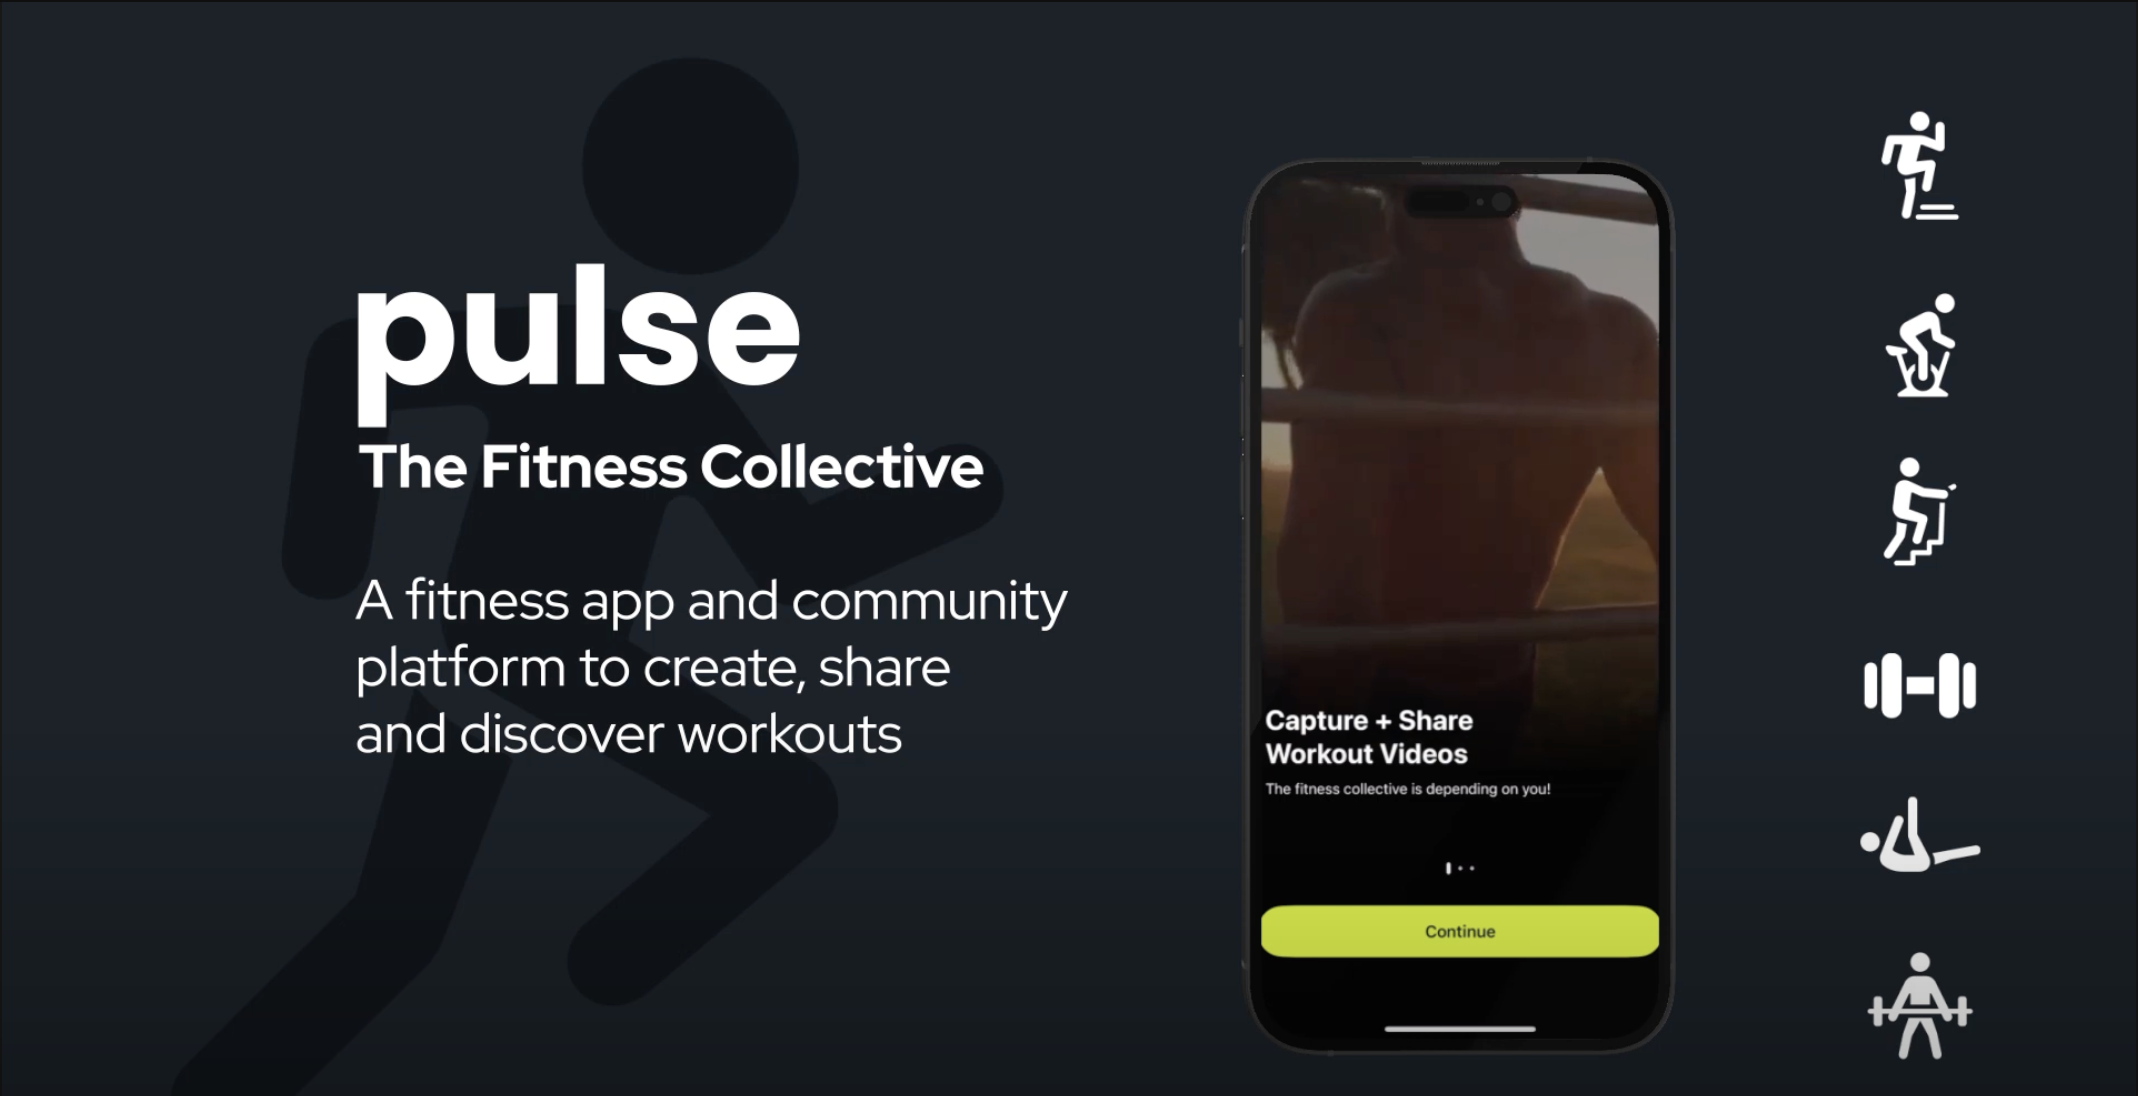 pulse
The Fitness Collective
A fitness app and community
platform to create, share
and discover workouts
Capture + Share
Workout Videos
The fitness collective is depending on you!
Continue